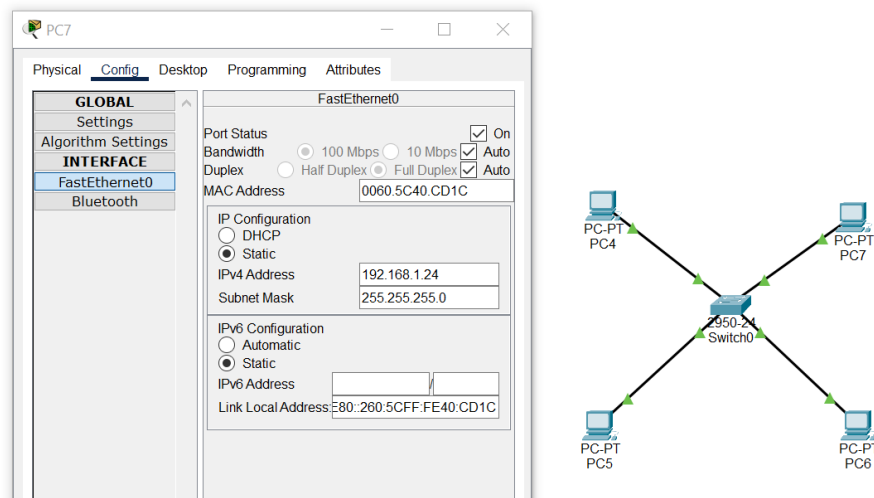 PC7
Physical Config Desktop Programming Attributes
GLOBAL
Settings
Algorithm Settings
INTERFACE
FastEthernet0
Bluetooth
FastEthernet0
Port Status On
Bandwidth 100 Mbps 10 Mbps Auto
Duplex Half Duplex Full Duplex Auto
MAC Address 0060.5C40.CD1C
IP Configuration
DHCP
Static
IPv4 Address 192.168.1.24
Subnet Mask 255.255.255.0
IPv6 Configuration
Automatic
Static
IPv6 Address /
Link Local Address: E80::260:5CFF:FE40:CD1C
PC-PT
PC4
PC-PT
PC7
2950-24
Switch0
PC-PT
PC5
PC-P
PC6